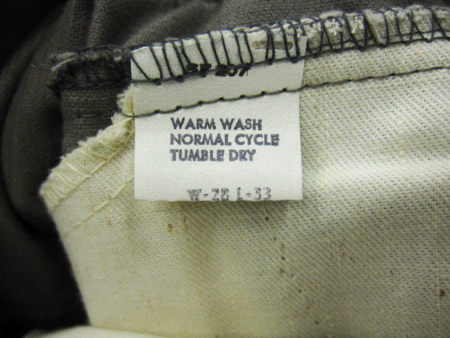 WARM WASH
NORMAL CYCLE
TUMBLE DRY
W-28 L-33